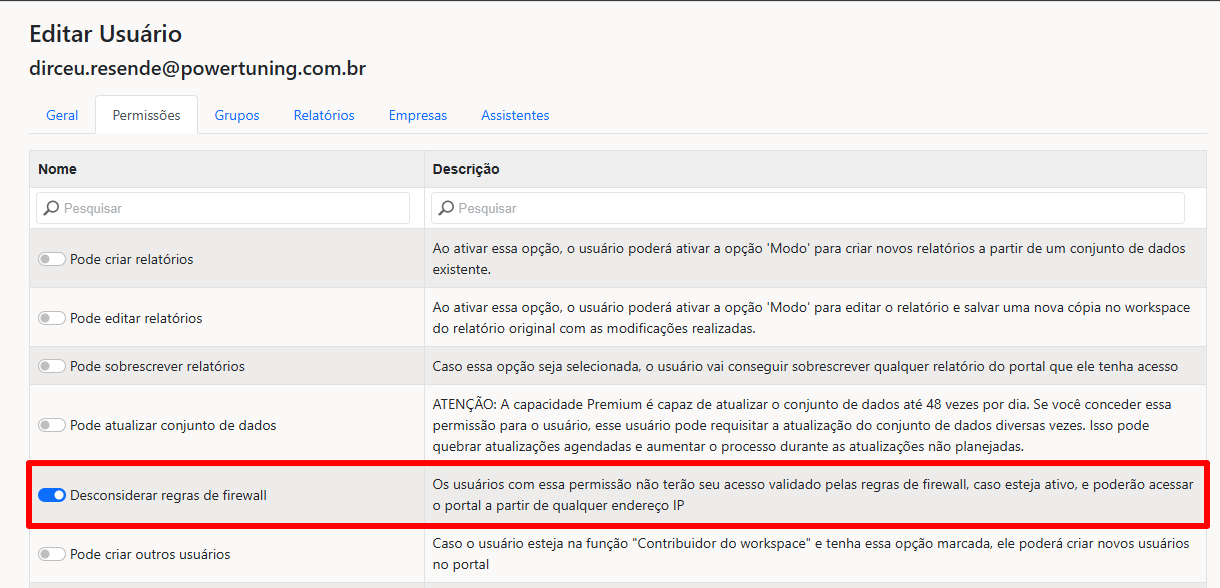 Editar Usuário
dirceu.resende@powertuning.com.br
Geral
Permissões
Grupos
Relatórios
Empresas
Assistentes
Nome
Descrição
Pesquisar
Pesquisar
Pode criar relatórios
Ao ativar essa opção, o usuário poderá ativar a opção 'Modo' para criar novos relatórios a partir de um conjunto de dados
existente.
Pode editar relatórios
Ao ativar essa opção, o usuário poderá ativar a opção 'Modo' para editar o relatório e salvar uma nova cópia no workspace
do relatório original com as modificações realizadas.
Pode sobrescrever relatórios
Caso essa opção seja selecionada, o usuário vai conseguir sobrescrever qualquer relatório do portal que ele tenha acesso
Pode atualizar conjunto de dados
ATENÇÃO: A capacidade Premium é capaz de atualizar o conjunto de dados até 48 vezes por dia. Se você conceder essa
permissão para o usuário, esse usuário pode requisitar a atualização do conjunto de dados diversas vezes. Isso pode
quebrar atualizações agendadas e aumentar o processo durante as atualizações não planejadas.
Desconsiderar regras de firewall
Os usuários com essa permissão não terão seu acesso validado pelas regras de firewall, caso esteja ativo, e poderão acessar
o portal a partir de qualquer endereço IP
Pode criar outros usuários
Caso o usuário esteja na função "Contribuidor do workspace" e tenha essa opção marcada, ele poderá criar novos usuários
no portal